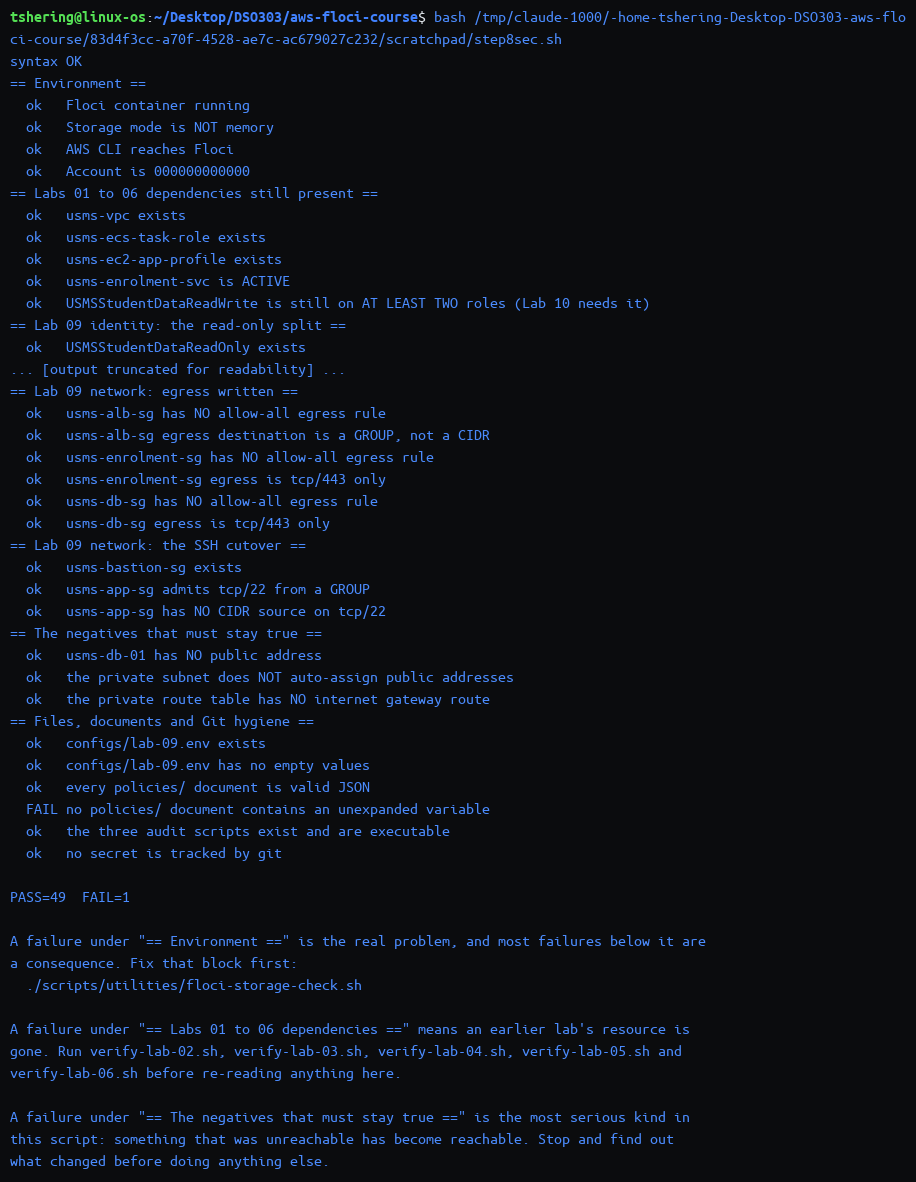 tshering@linux-os:~/Desktop/DSO303/aws-floci-course$ bash /tmp/claude-1000/-home-tshering-Desktop-DSO303-aws-flo
ci-course/83d4f3cc-a70f-4528-ae7c-ac679027c232/scratchpad/step8sec.sh
syntax OK
== Environment ==
  ok   Floci container running
  ok   Storage mode is NOT memory
  ok   AWS CLI reaches Floci
  ok   Account is 000000000000
== Labs 01 to 06 dependencies still present ==
  ok   usms-vpc exists
  ok   usms-ecs-task-role exists
  ok   usms-ec2-app-profile exists
  ok   usms-enrolment-svc is ACTIVE
  ok   USMSStudentDataReadWrite is still on AT LEAST TWO roles (Lab 10 needs it)
== Lab 09 identity: the read-only split ==
  ok   USMSStudentDataReadOnly exists
... [output truncated for readability] ...
== Lab 09 network: egress written ==
  ok   usms-alb-sg has NO allow-all egress rule
  ok   usms-alb-sg egress destination is a GROUP, not a CIDR
  ok   usms-enrolment-sg has NO allow-all egress rule
  ok   usms-enrolment-sg egress is tcp/443 only
  ok   usms-db-sg has NO allow-all egress rule
  ok   usms-db-sg egress is tcp/443 only
== Lab 09 network: the SSH cutover ==
  ok   usms-bastion-sg exists
  ok   usms-app-sg admits tcp/22 from a GROUP
  ok   usms-app-sg has NO CIDR source on tcp/22
== The negatives that must stay true ==
  ok   usms-db-01 has NO public address
  ok   the private subnet does NOT auto-assign public addresses
  ok   the private route table has NO internet gateway route
== Files, documents and Git hygiene ==
  ok   configs/lab-09.env exists
  ok   configs/lab-09.env has no empty values
  ok   every policies/ document is valid JSON
  FAIL no policies/ document contains an unexpanded variable
  ok   the three audit scripts exist and are executable
  ok   no secret is tracked by git

PASS=49  FAIL=1

A failure under "== Environment ==" is the real problem, and most failures below it are
a consequence. Fix that block first:
  ./scripts/utilities/floci-storage-check.sh

A failure under "== Labs 01 to 06 dependencies ==" means an earlier lab's resource is
gone. Run verify-lab-02.sh, verify-lab-03.sh, verify-lab-04.sh, verify-lab-05.sh and
verify-lab-06.sh before re-reading anything here.

A failure under "== The negatives that must stay true ==" is the most serious kind in
this script: something that was unreachable has become reachable. Stop and find out
what changed before doing anything else.